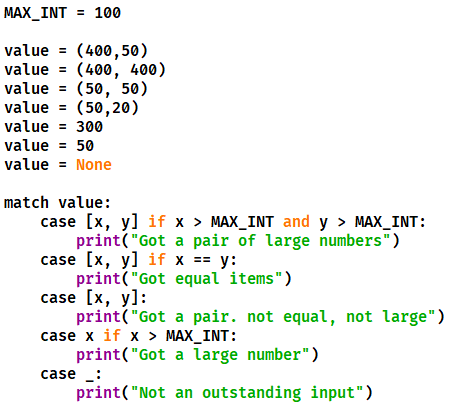 MAX_INT = 100

value = (400,50)
value = (400, 400)
value = (50, 50)
value = (50,20)
value = 300
value = 50
value = None

match value:
    case [x, y] if x > MAX_INT and y > MAX_INT:
        print("Got a pair of large numbers")
    case [x, y] if x == y:
        print("Got equal items")
    case [x, y]:
        print("Got a pair. not equal, not large")
    case x if x > MAX_INT:
        print("Got a large number")
    case _:
        print("Not an outstanding input")